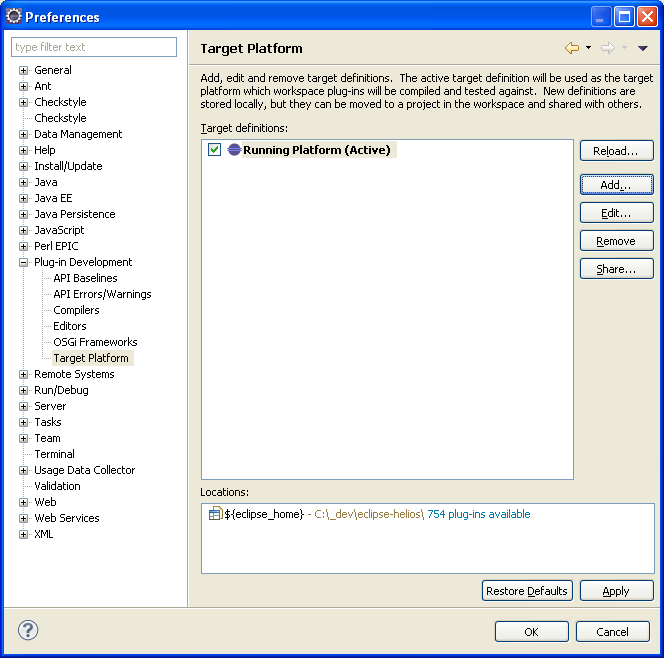 Preferences
type filter text
General
Ant
Checkstyle
Checkstyle
Data Management
Help
Install/Update
Java
Java EE
Java Persistence
JavaScript
Perl EPIC
Plug-in Development
API Baselines
API Errors/Warnings
Compilers
Editors
OSGi Frameworks
Target Platform
Remote Systems
Run/Debug
Server
Tasks
Team
Terminal
Usage Data Collector
Validation
Web
Web Services
XML
Target Platform
Add, edit and remove target definitions.  The active target definition will be used as the target
platform which workspace plug-ins will be compiled and tested against.  New definitions are
stored locally, but they can be moved to a project in the workspace and shared with others.
Target definitions:
Running Platform (Active)
Reload...
Add...
Edit...
Remove
Share...
Locations:
${eclipse_home} - C:\_dev\eclipse-helios\ 754 plug-ins available
Restore Defaults
Apply
?
OK
Cancel